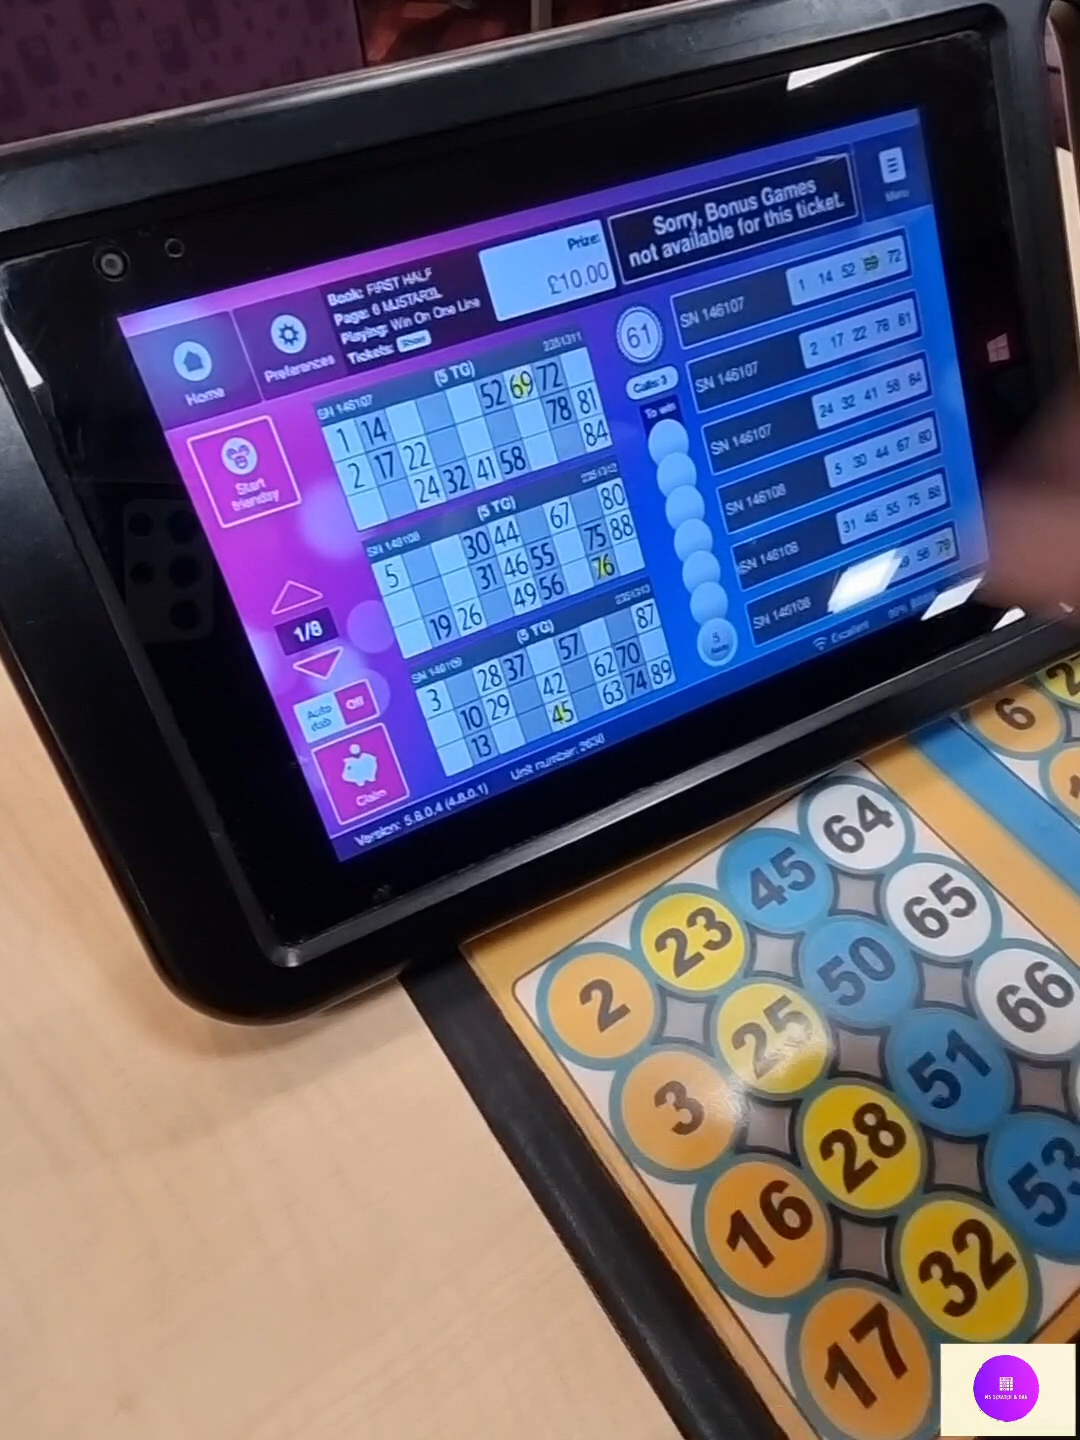 Home
Preferences
Book: FIRST HALF
Page: 6 MJSTAR3L
Playing: Win On One Line
Tickets:
Prize:
£10.00
Sorry, Bonus Games
not available for this ticket.
Menu
Start
friendsy
1/8
Auto
dab
Off
Claim
SN 146107
(5 TG)
1 14 52 69 72
2 17 22 78 81
24 32 41 58 84
SN 146108
(5 TG)
5 30 44 67 80
31 46 55 75 88
19 26 49 56 76
(5 TG)
3 28 37 57 87
10 29 42 62 70
13 45 63 74 89
61
Calls: 3
To win
5
SN 146107
1 14 52 69 72
SN 146107
2 17 22 78 81
SN 146107
24 32 41 58 84
SN 146108
5 30 44 67 80
SN 146108
31 46 55 75 88
SN 146108
Excellent
Version: 5.8.0.4 (4.8.0.1)
Unit number: 2630
6
64
45
65
23
50
66
2
25
51
3
28
53
16
32
17